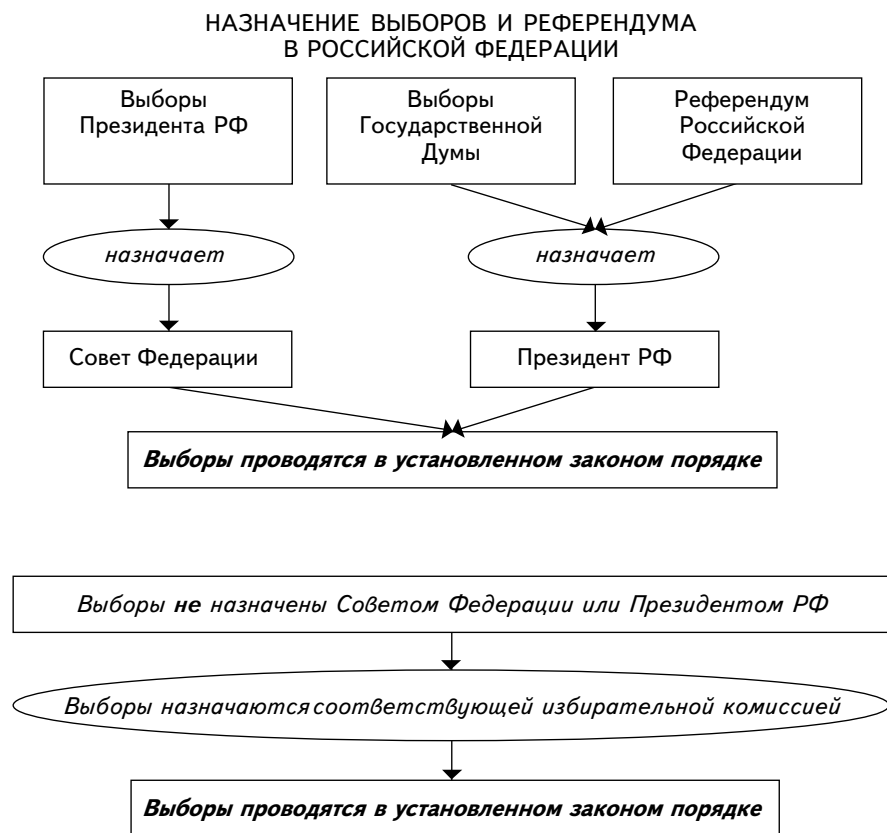 НАЗНАЧЕНИЕ ВЫБОРОВ И РЕФЕРЕНДУМА
В РОССИЙСКОЙ ФЕДЕРАЦИИ
Выборы
Президента РФ
Выборы
Государственной
Думы
Референдум
Российской
Федерации
назначает
назначает
Совет Федерации
Президент РФ
Выборы проводятся в установленном законом порядке
Выборы не назначены Советом Федерации или Президентом РФ
Выборы назначаются соответствующей избирательной комиссией
Выборы проводятся в установленном законом порядке